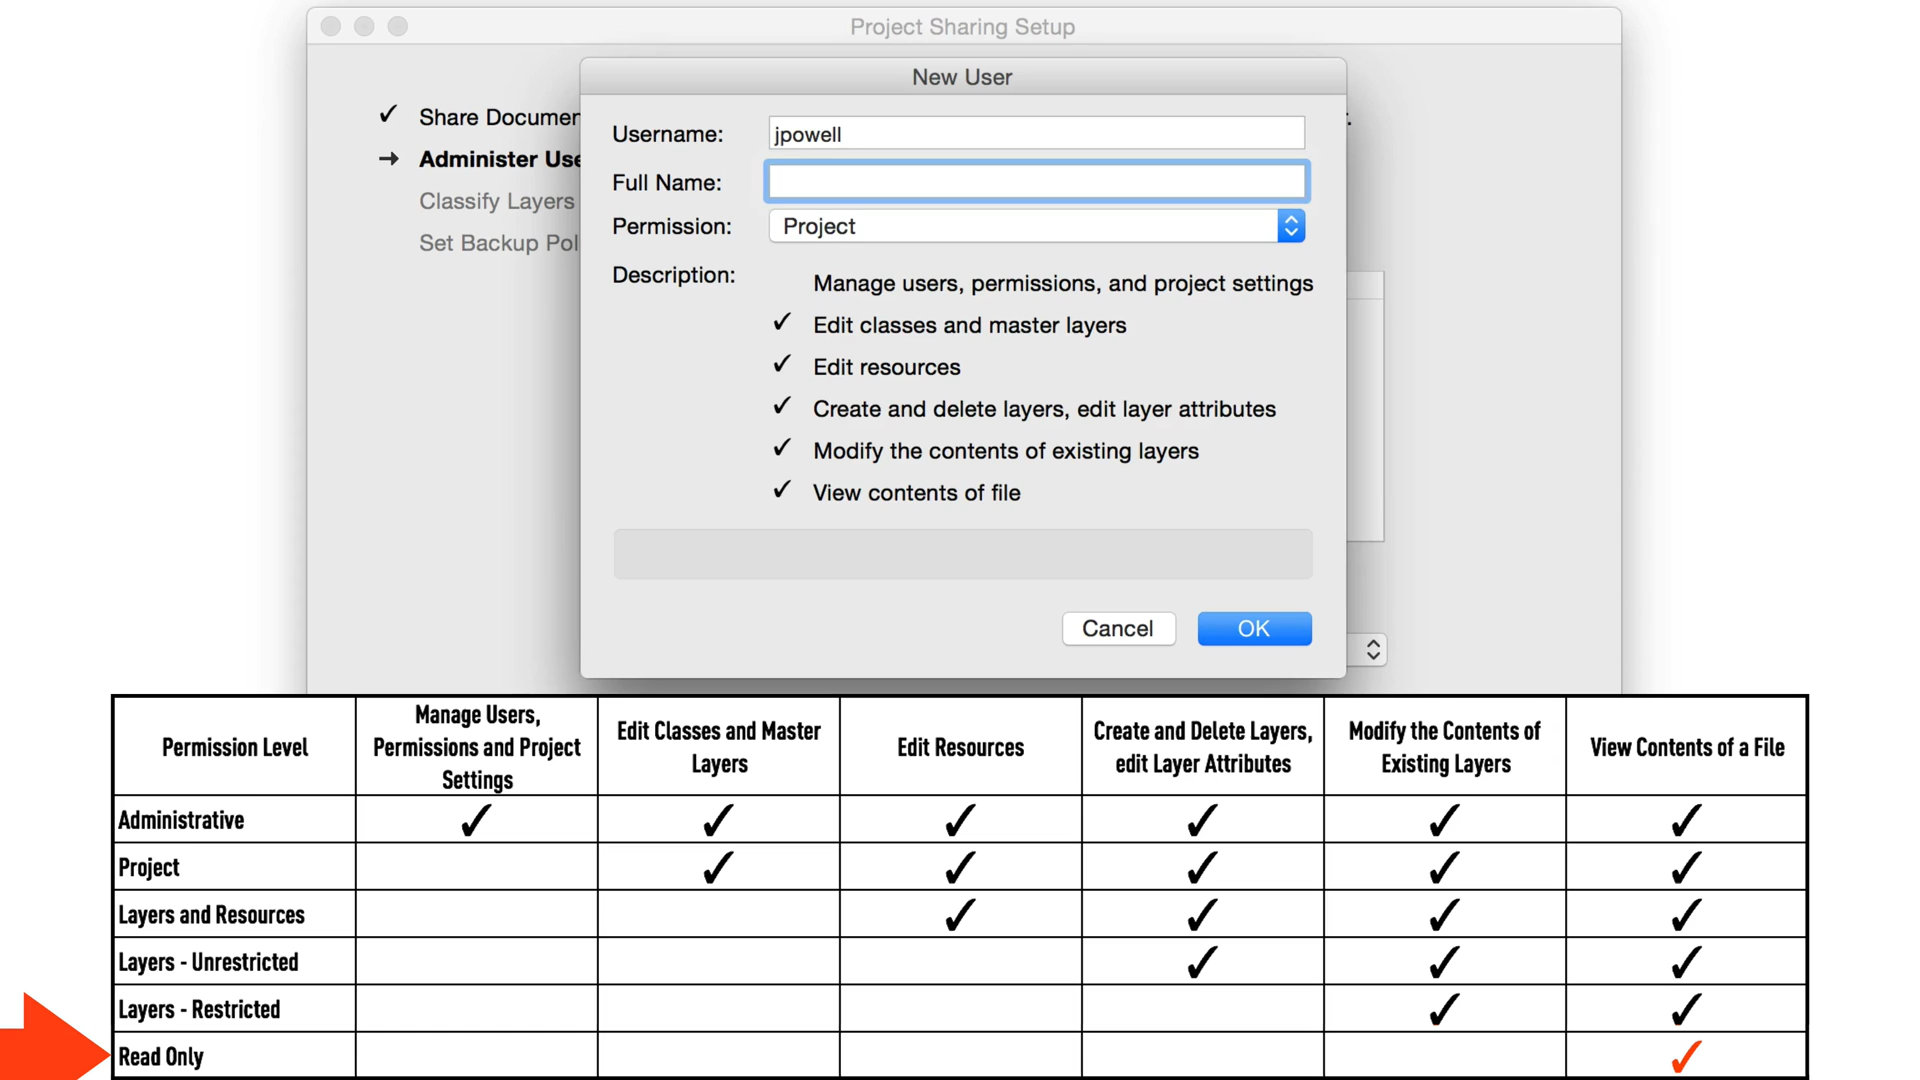 Project Sharing Setup
New User
✓ Share Documen
→ Administer Use
Classify Layers
Set Backup Pol
Username: jpowell
Full Name:
Permission: Project
Description:
Manage users, permissions, and project settings
✓ Edit classes and master layers
✓ Edit resources
✓ Create and delete layers, edit layer attributes
✓ Modify the contents of existing layers
✓ View contents of file
Cancel OK
Permission Level
Manage Users,
Permissions and Project
Settings
Edit Classes and Master
Layers
Edit Resources
Create and Delete Layers,
edit Layer Attributes
Modify the Contents of
Existing Layers
View Contents of a File
Administrative ✓ ✓ ✓ ✓ ✓ ✓
Project ✓ ✓ ✓ ✓ ✓
Layers and Resources ✓ ✓ ✓ ✓
Layers - Unrestricted ✓ ✓ ✓
Layers - Restricted ✓ ✓
Read Only ✓